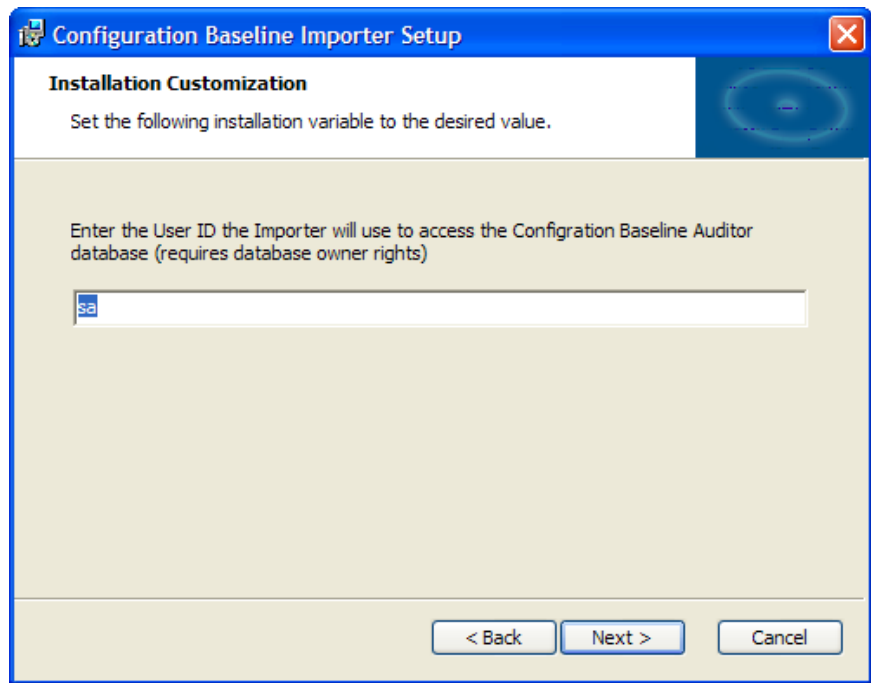 Configuration Baseline Importer Setup
Installation Customization
Set the following installation variable to the desired value.
Enter the User ID the Importer will use to access the Configration Baseline Auditor
database (requires database owner rights)
sa
< Back Next > Cancel